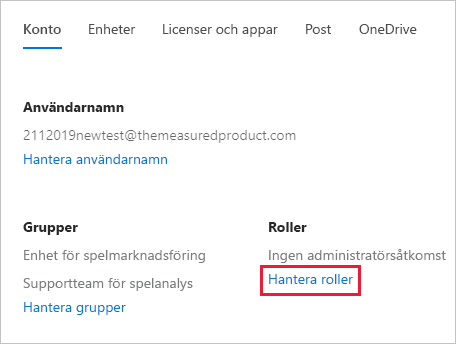 Konto Enheter Licenser och appar Post OneDrive
Användarnamn
2112019newtest@themeasuredproduct.com
Hantera användarnamn
Grupper
Enhet för spelmarknadsföring
Supportteam för spelanalys
Hantera grupper
Roller
Ingen administratörsåtkomst
Hantera roller